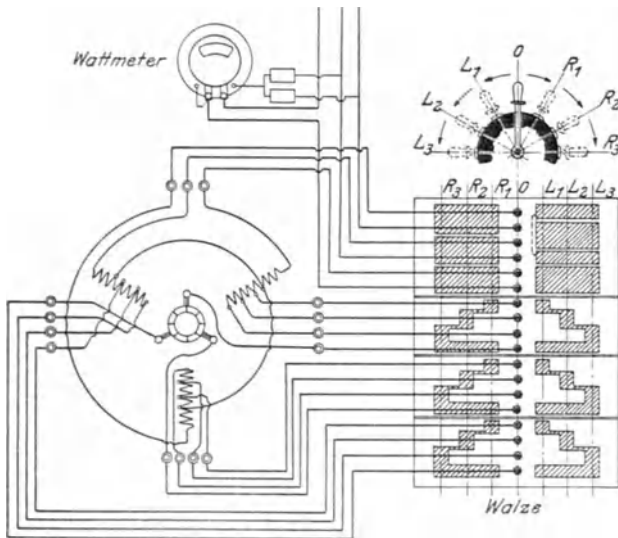 Wattmeter
0
L1
R1
L2
R2
L3
R3
R3 R2 R1 0 L1 L2 L3
Walze